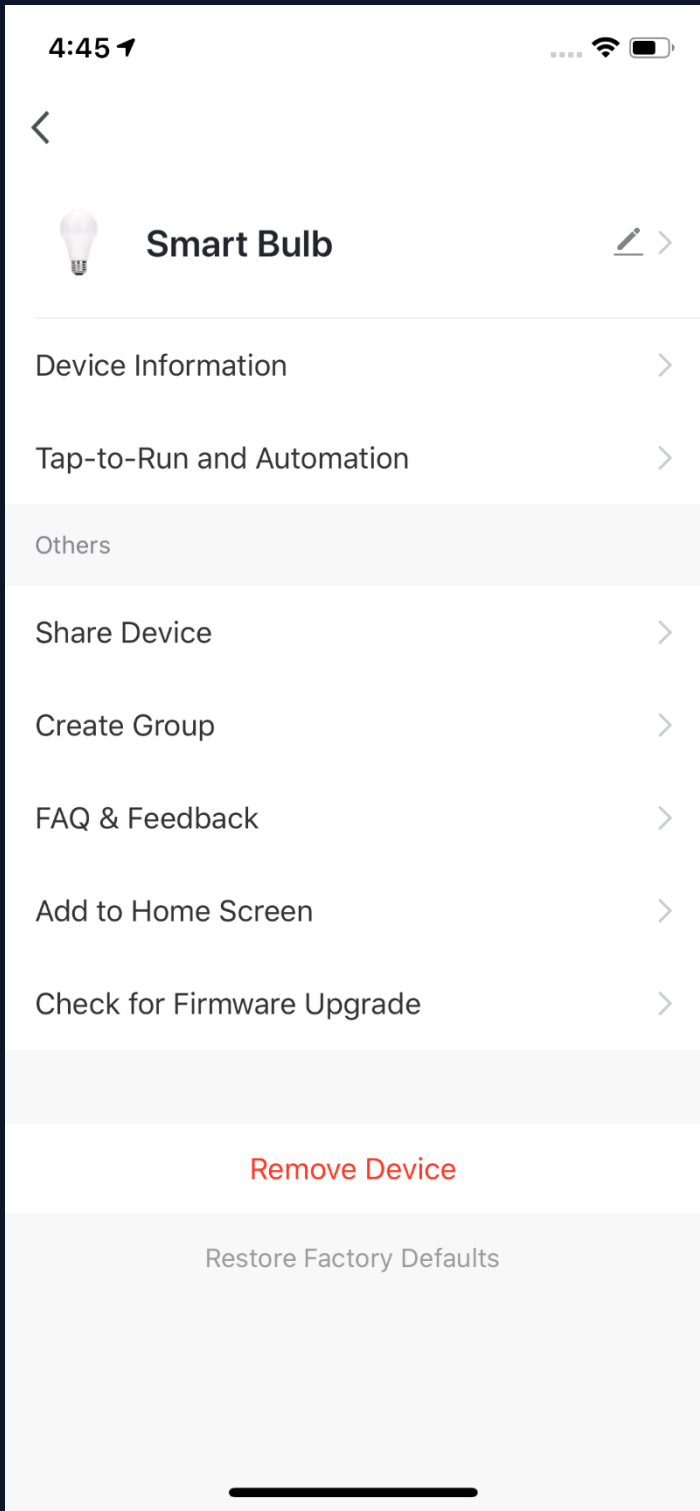 4:45
Smart Bulb
Device Information
Tap-to-Run and Automation
Others
Share Device
Create Group
FAQ & Feedback
Add to Home Screen
Check for Firmware Upgrade
Remove Device
Restore Factory Defaults